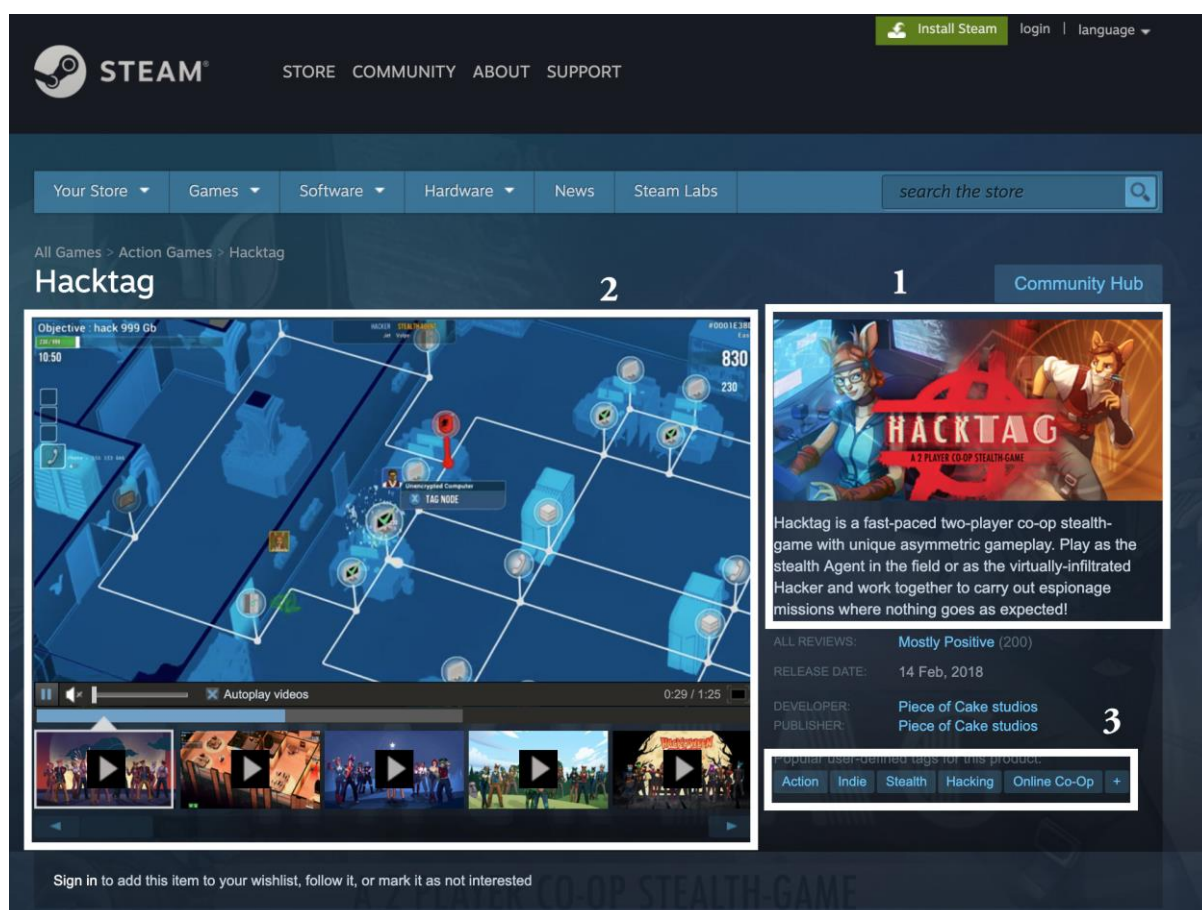 Install Steam login | language
STEAM®
STORE COMMUNITY ABOUT SUPPORT
Your Store Games Software Hardware News Steam Labs search the store
All Games > Action Games > Hacktag
Hacktag
2
1
Community Hub
Objective : hack 999 Gb
10:50
HACKER STEALTH AGENT
830
230
Unencrypted Computer
TAG NODE
Autoplay videos
0:29 / 1:25
HACKTAG
A 2 PLAYER CO-OP STEALTH-GAME
Hacktag is a fast-paced two-player co-op stealth-
game with unique asymmetric gameplay. Play as the
stealth Agent in the field or as the virtually-infiltrated
Hacker and work together to carry out espionage
missions where nothing goes as expected!
ALL REVIEWS: Mostly Positive (200)
RELEASE DATE: 14 Feb, 2018
DEVELOPER: Piece of Cake studios
PUBLISHER: Piece of Cake studios
3
Popular user-defined tags for this product:
Action Indie Stealth Hacking Online Co-Op +
Sign in to add this item to your wishlist, follow it, or mark it as not interested
A 2 PLAYER CO-OP STEALTH-GAME